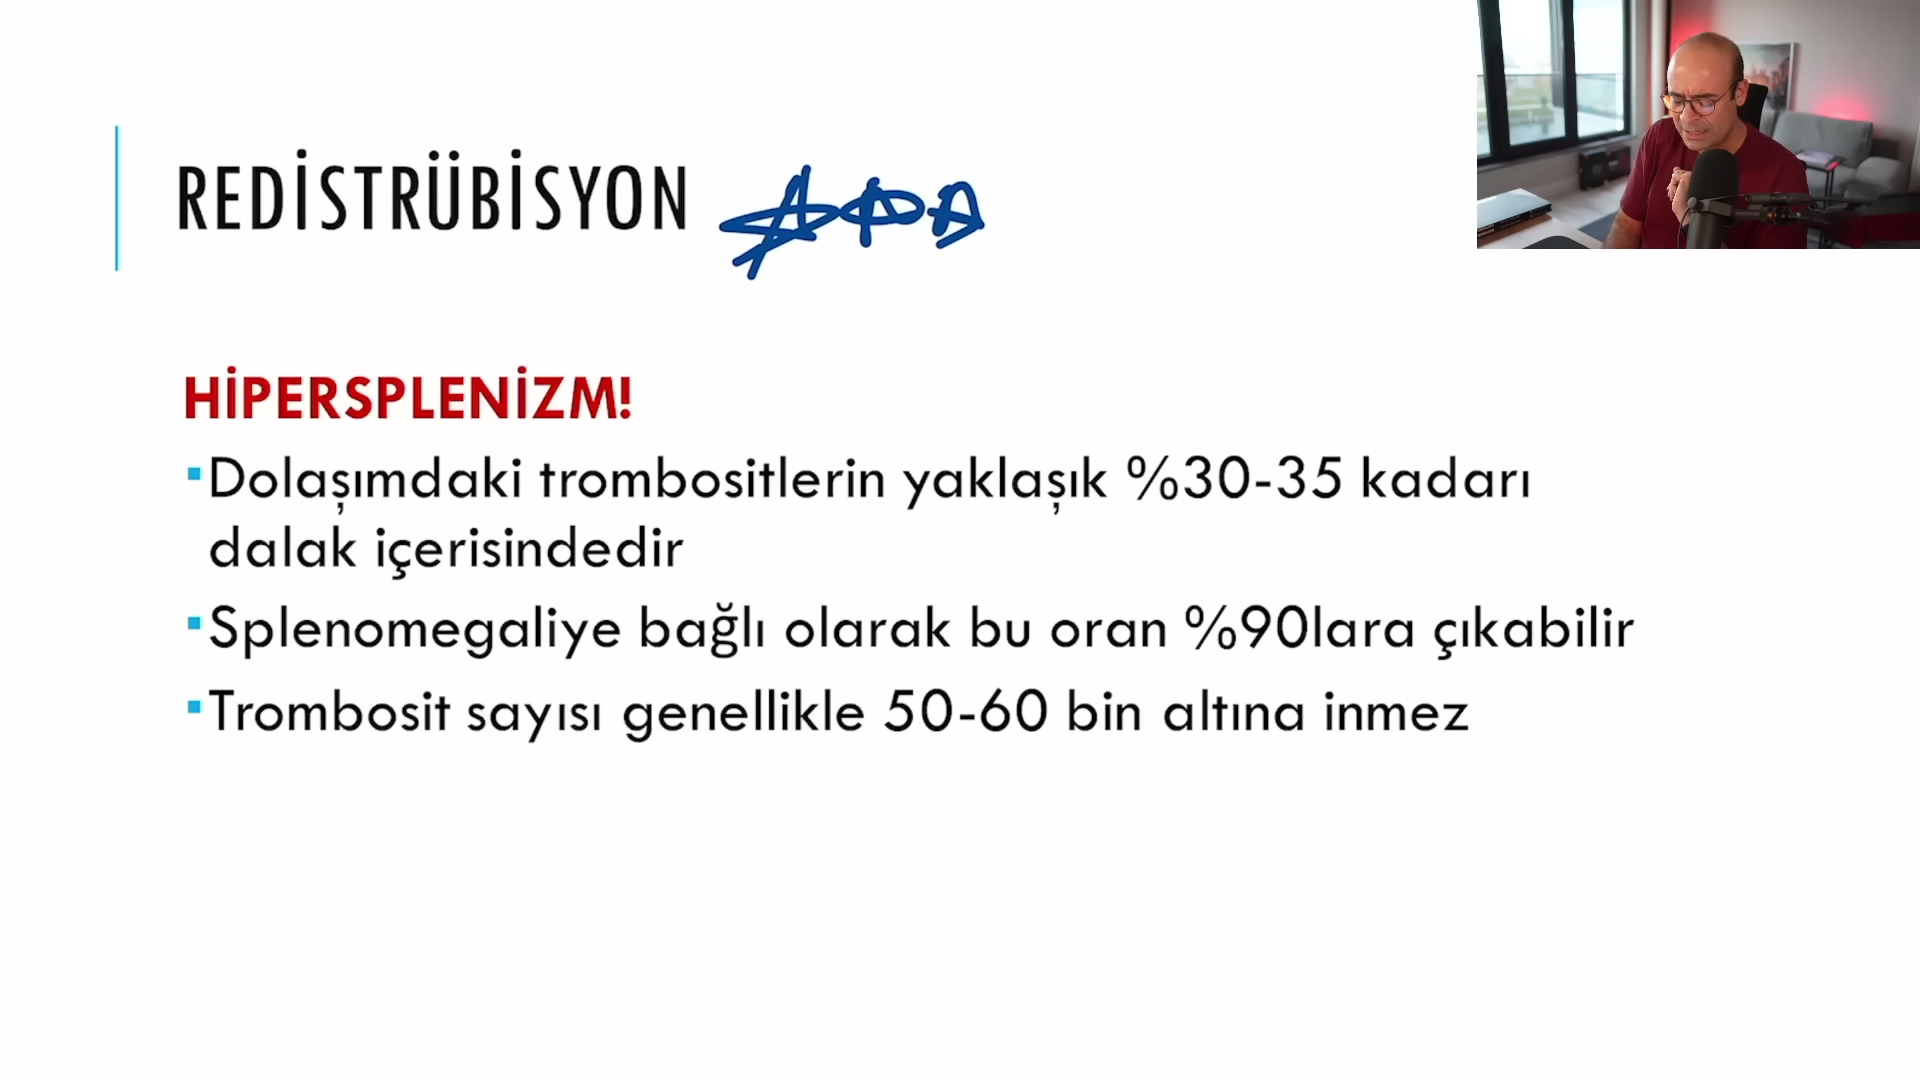 REDİSTRÜBİSYON
HİPERSPLENİZM!
Dolaşımdaki trombositlerin yaklaşık %30-35 kadarı
dalak içerisindedir
Splenomegaliye bağlı olarak bu oran %90lara çıkabilir
Trombosit sayısı genellikle 50-60 bin altına inmez